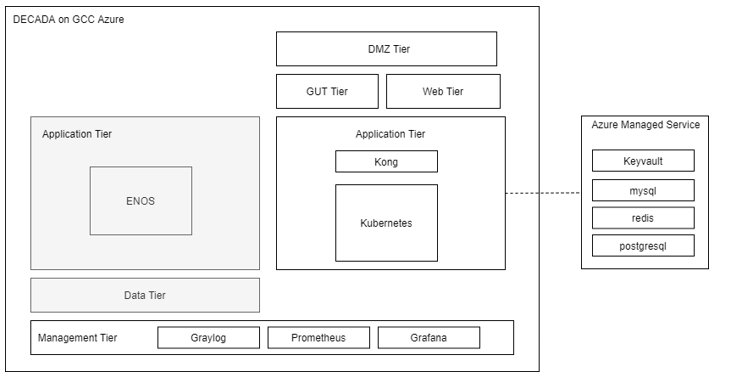 DECADA on GCC Azure
DMZ Tier
GUT Tier
Web Tier
Application Tier
ENOS
Application Tier
Kong
Kubernetes
Azure Managed Service
Keyvault
mysql
redis
postgresql
Data Tier
Management Tier
Graylog
Prometheus
Grafana